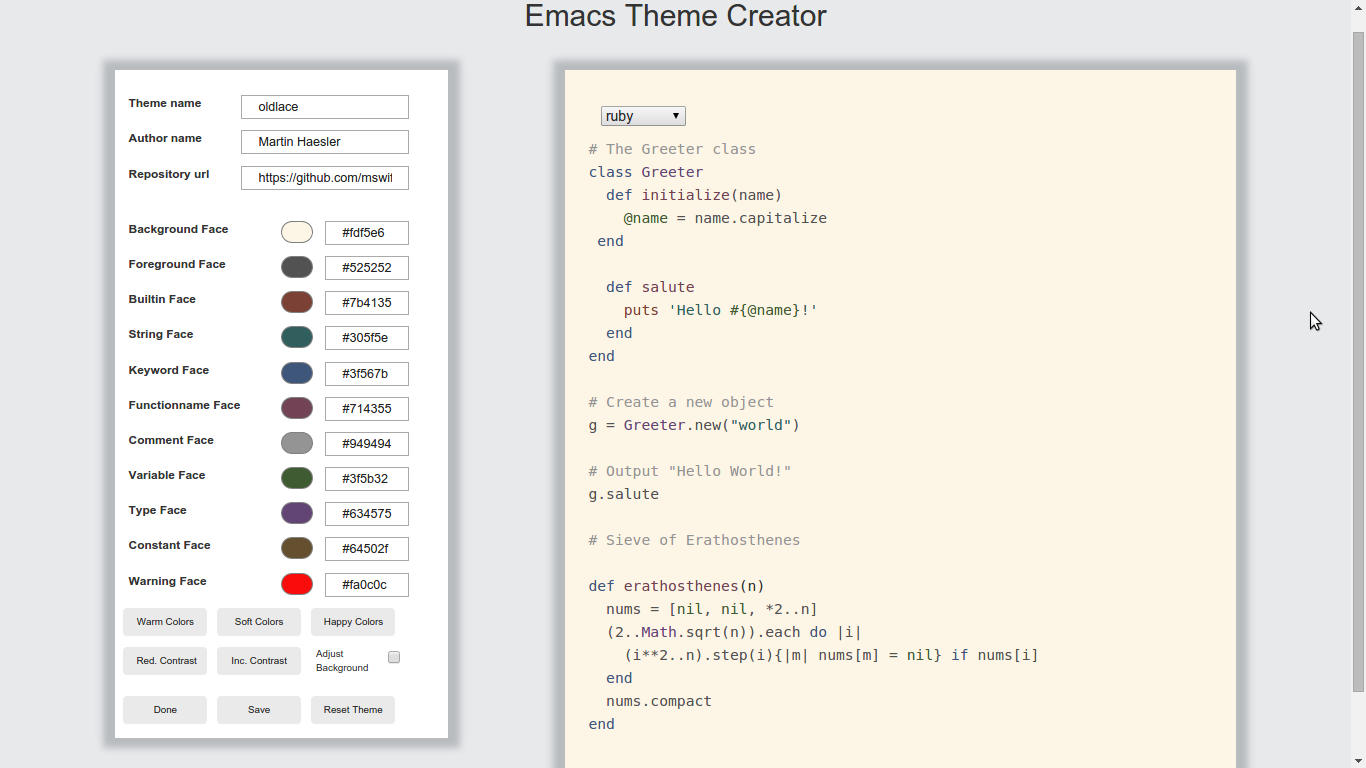 Emacs Theme Creator
Theme name oldlace
Author name Martin Haesler
Repository url https://github.com/mswif
Background Face #fdf5e6
Foreground Face #525252
Builtin Face #7b4135
String Face #305f5e
Keyword Face #3f567b
Functionname Face #714355
Comment Face #949494
Variable Face #3f5b32
Type Face #634575
Constant Face #64502f
Warning Face #fa0c0c
Warm Colors Soft Colors Happy Colors
Red. Contrast Inc. Contrast Adjust
Background
Done Save Reset Theme
ruby
# The Greeter class
class Greeter
  def initialize(name)
    @name = name.capitalize
 end
  def salute
    puts 'Hello #{@name}!'
  end
end
# Create a new object
g = Greeter.new("world")
# Output "Hello World!"
g.salute
# Sieve of Erathosthenes
def erathosthenes(n)
  nums = [nil, nil, *2..n]
  (2..Math.sqrt(n)).each do |i|
    (i**2..n).step(i){|m| nums[m] = nil} if nums[i]
  end
  nums.compact
end